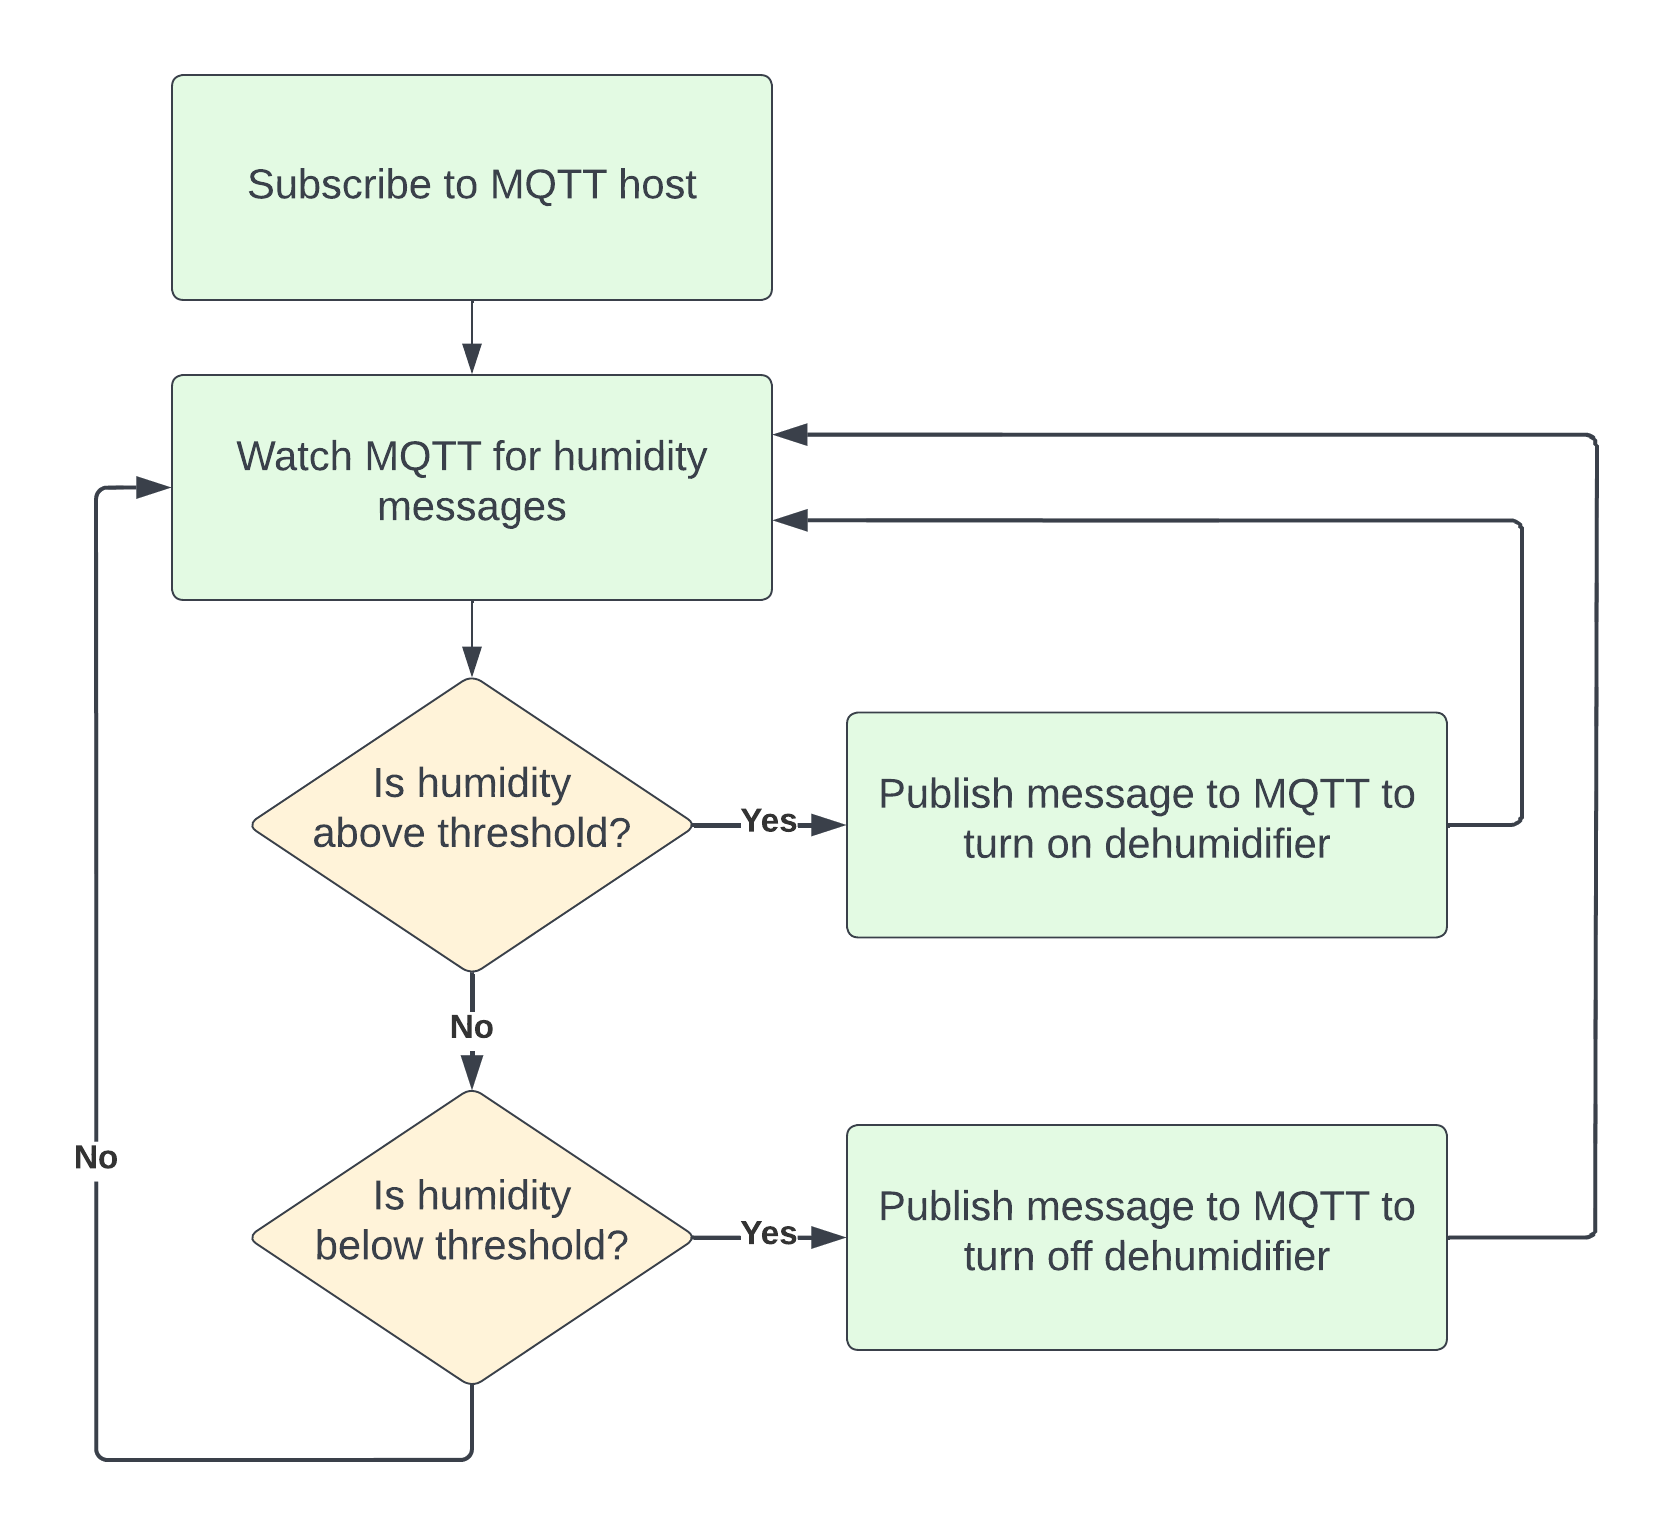 Subscribe to MQTT host
Watch MQTT for humidity
messages
Is humidity
above threshold?
Yes
Publish message to MQTT to
turn on dehumidifier
No
Is humidity
below threshold?
Yes
Publish message to MQTT to
turn off dehumidifier
No